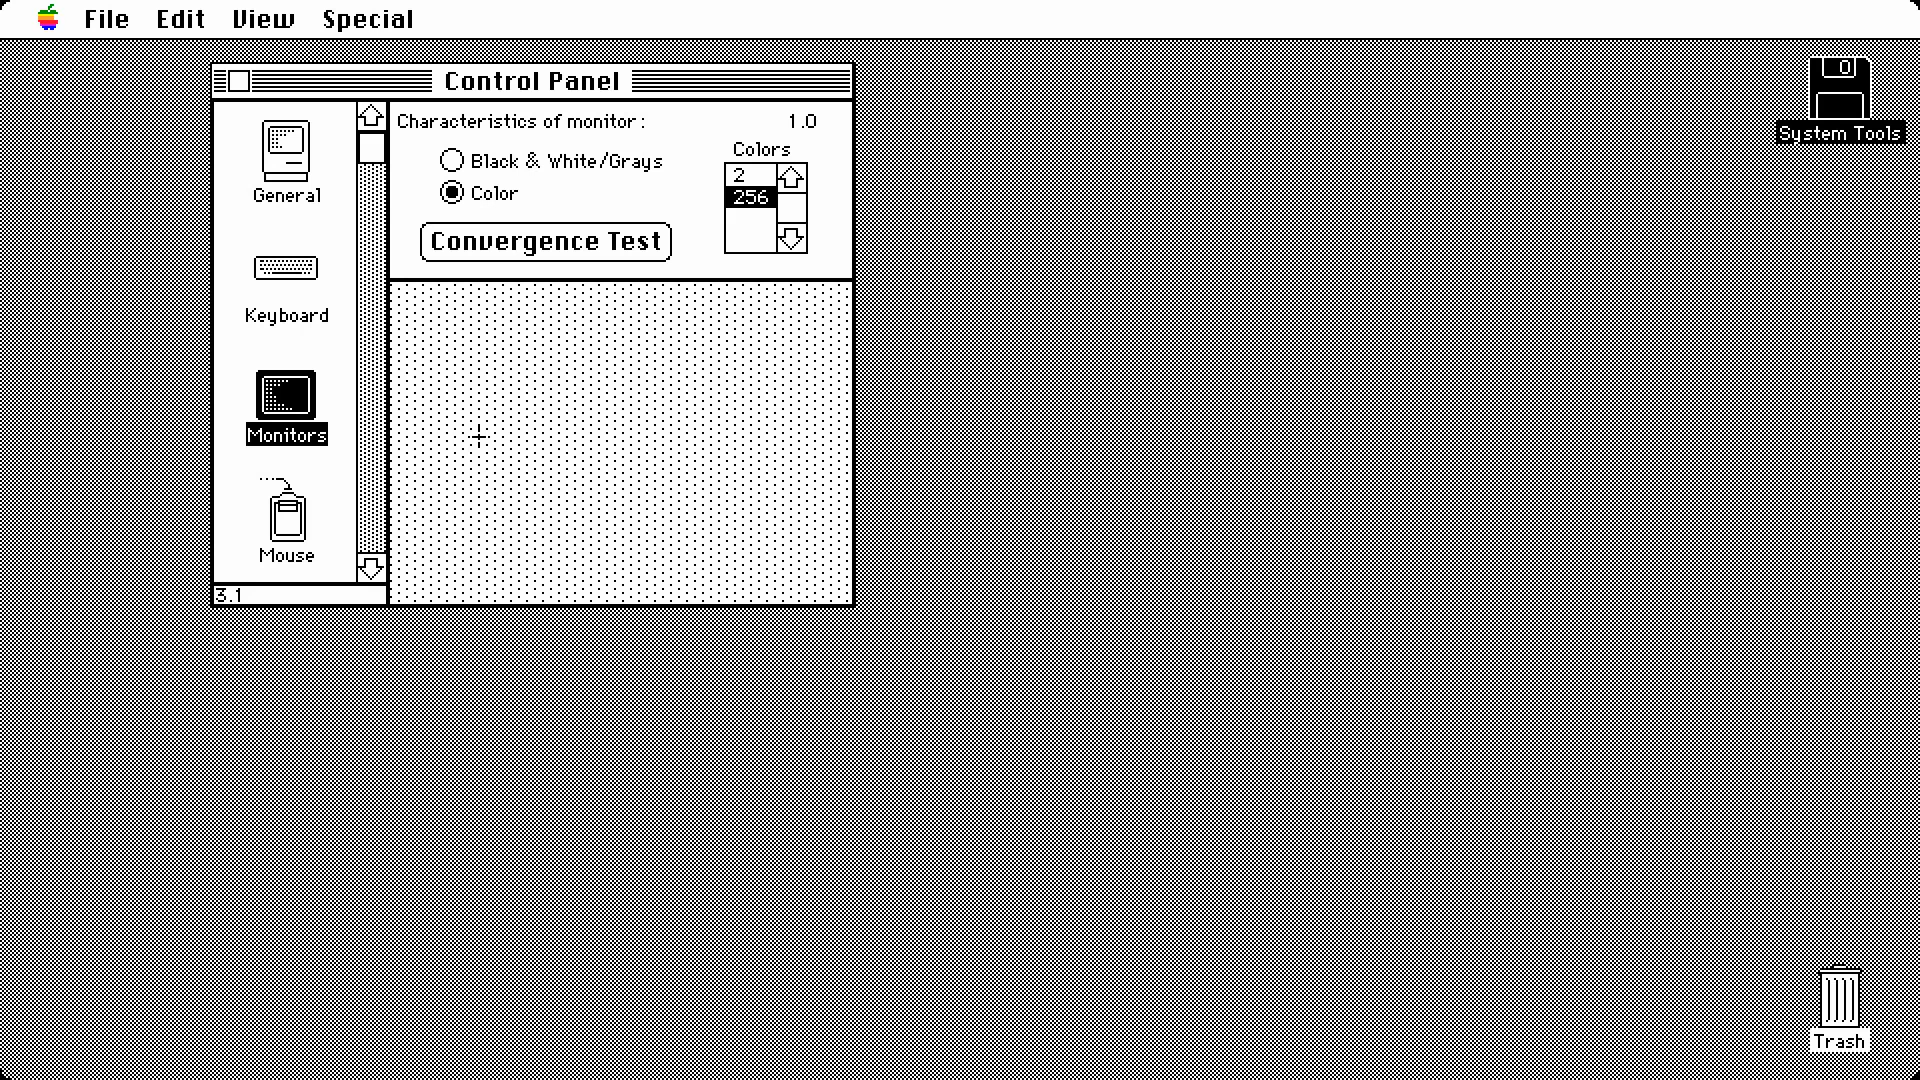 File Edit View Special
Control Panel
System Tools
Characteristics of monitor: 1.0
Black & White/Grays
Color
Colors
2
256
Convergence Test
General
Keyboard
Monitors
Mouse
3.1
Trash